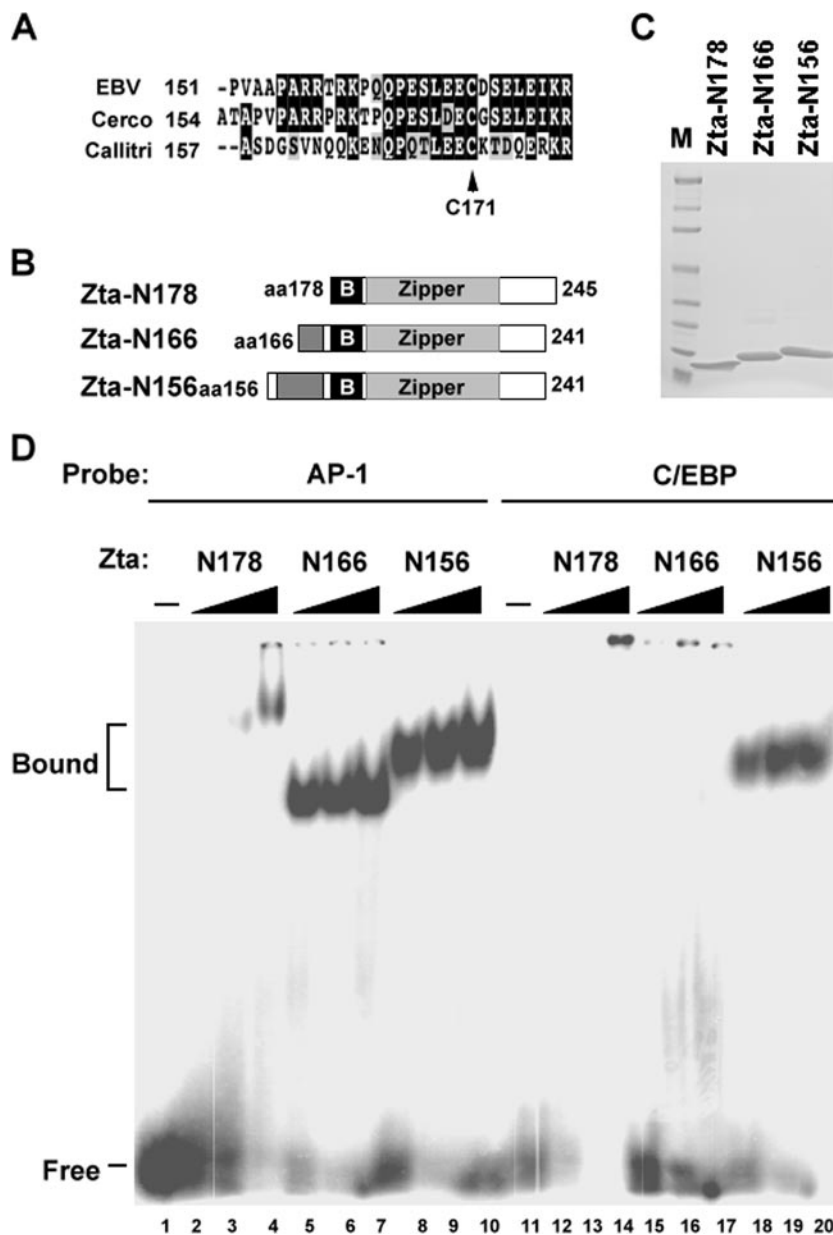 A
EBV 151 -PVAAPARRTRKPQQPESLEECDSELEIKR
Cerco 154 ATAPVPARRPRKTPQPESLDECGSELEIKR
Callitri 157 --ASDGSVNQQKENQPQTLEECKTDQERKR
C171
B
Zta-N178 aa178 B Zipper 245
Zta-N166 aa166 B Zipper 241
Zta-N156 aa156 B Zipper 241
C
M Zta-N178 Zta-N166 Zta-N156
D
Probe: AP-1 C/EBP
Zta: N178 N166 N156 N178 N166 N156
– –
Bound
Free
1 2 3 4 5 6 7 8 9 10 11 12 13 14 15 16 17 18 19 20